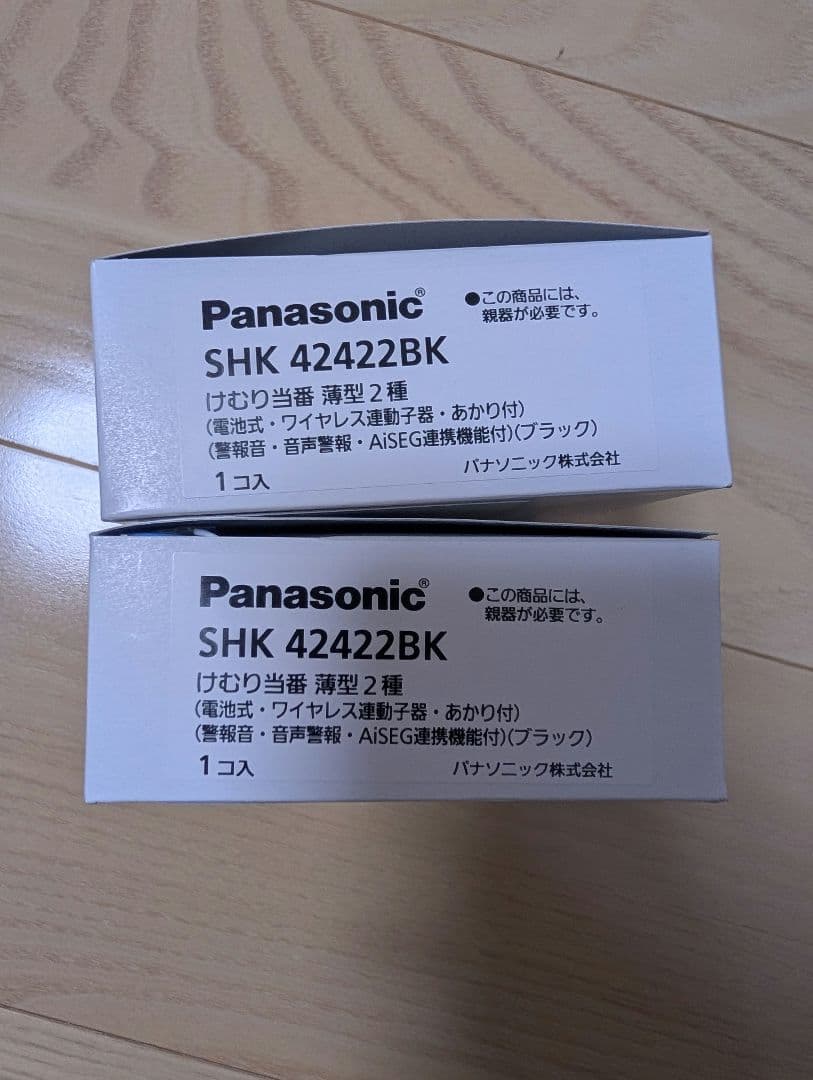 Panasonic®
●この商品には、
親器が必要です。
SHK 42422BK
けむり当番 薄型2種
(電池式・ワイヤレス連動子器・あかり付)
(警報音・音声警報・AiSEG連携機能付)(ブラック)
1コ入
パナソニック株式会社
Panasonic®
●この商品には、
親器が必要です。
SHK 42422BK
けむり当番 薄型2種
(電池式・ワイヤレス連動子器・あかり付)
(警報音・音声警報・AiSEG連携機能付)(ブラック)
1コ入
パナソニック株式会社